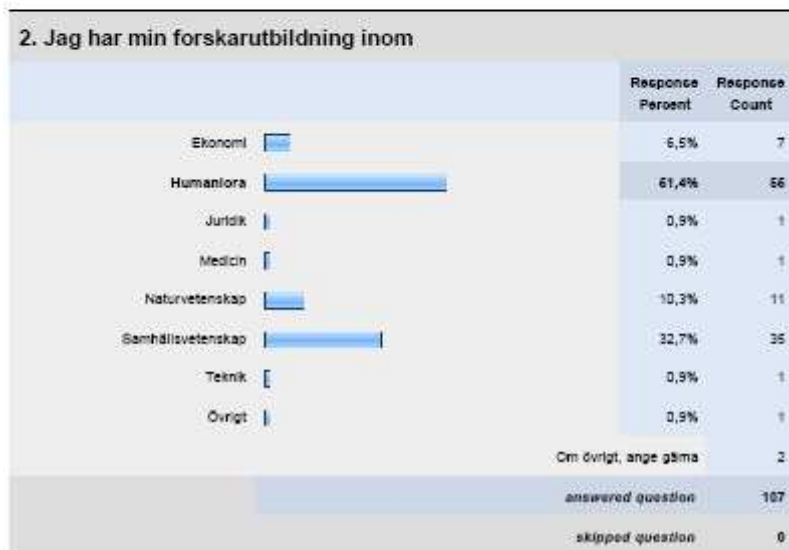 2. Jag har min forskarutbildning inom
Response Response
Percent Count
Ekonomi 6,5% 7
Humaniora 51,4% 55
Juridik 0,9% 1
Medicin 0,9% 1
Naturvetenskap 10,3% 11
Samhällsvetenskap 32,7% 35
Teknik 0,9% 1
Övrigt 0,9% 1
Om övrigt, ange gärna 2
answered question 107
skipped question 0